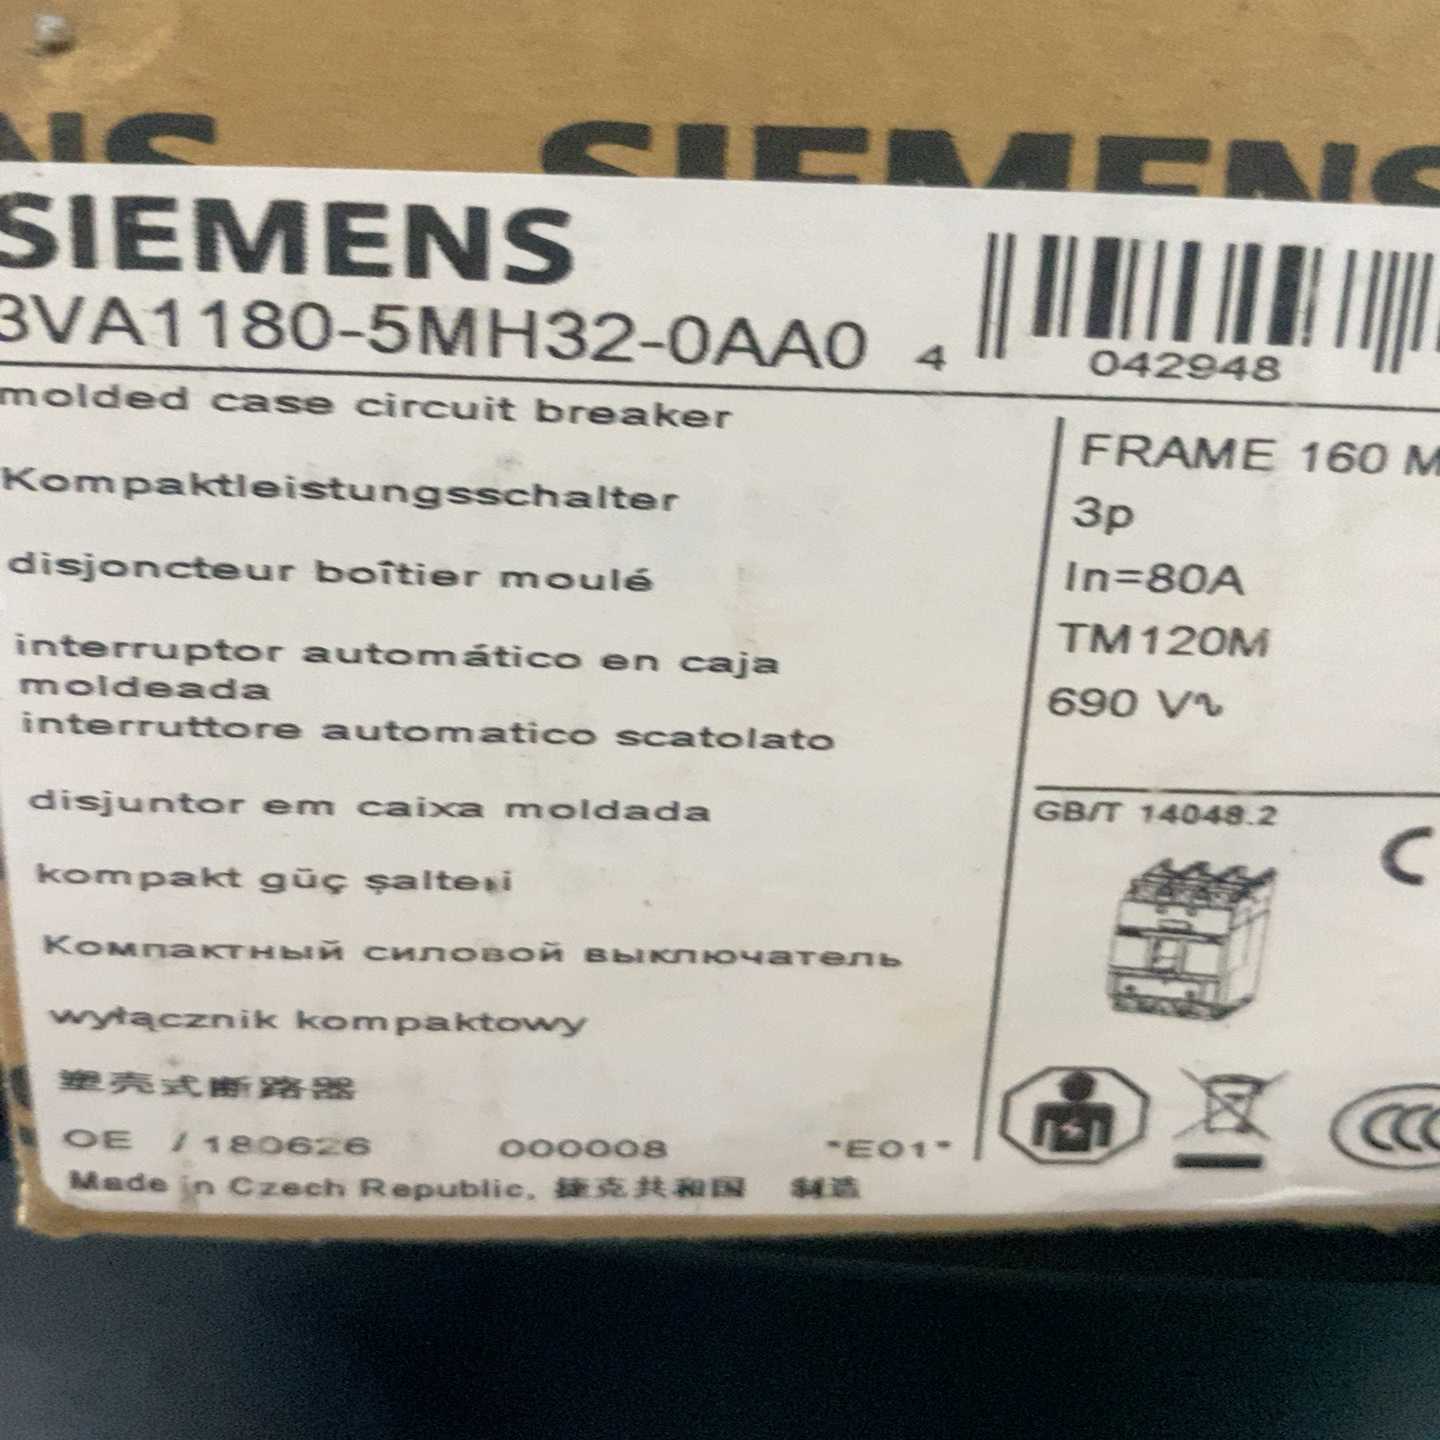 SIEMENS
SIEMENS
3VA1180-5MH32-0AA0
4 042948
molded case circuit breaker
Kompaktleistungsschalter
disjoncteur boîtier moulé
interruptor automático en caja
moldeada
interruttore automatico scatolato
disjuntor em caixa moldada
kompakt güç şalteri
Компактный силовой выключатель
wyłącznik kompaktowy
塑壳式断路器
OE / 180626 000008 *E01*
Made in Czech Republic, 捷克共和国 制造
FRAME 160 M
3p
In=80A
TM120M
690 V~
GB/T 14048.2
C
CCC